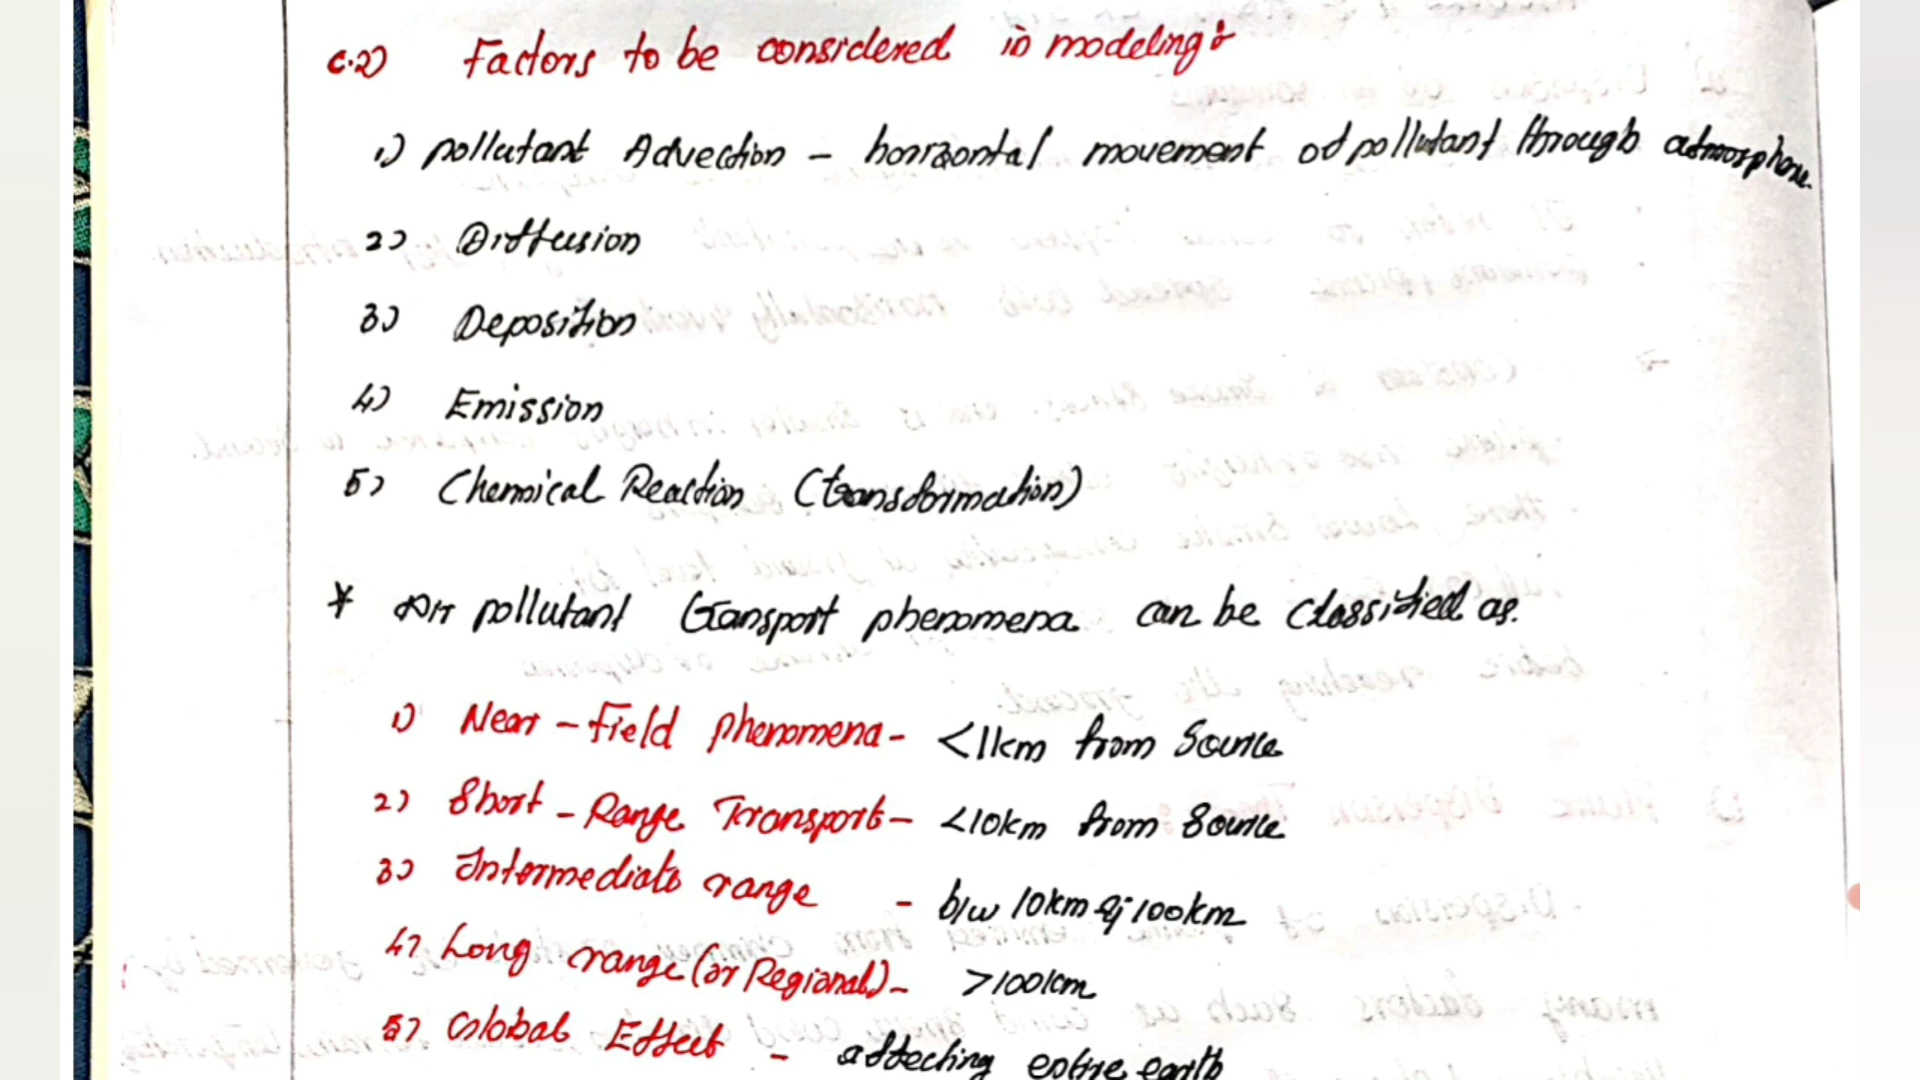 C.2) Factors to be considered in modeling:
1) pollutant Advection - horizontal movement of pollutant through atmosphere.
2) Diffusion
3) Deposition
4) Emission
5) Chemical Reaction (transformation)
* Air pollutant transport phenomena can be classified as.
1) Near-Field phenomena - <1km from Source
2) Short-Range Transport - <10km from Source
3) Intermediate range - b/w 10km & 100km
4) Long range (or Regional) - >100km
5) Global Effect - affecting entire earth